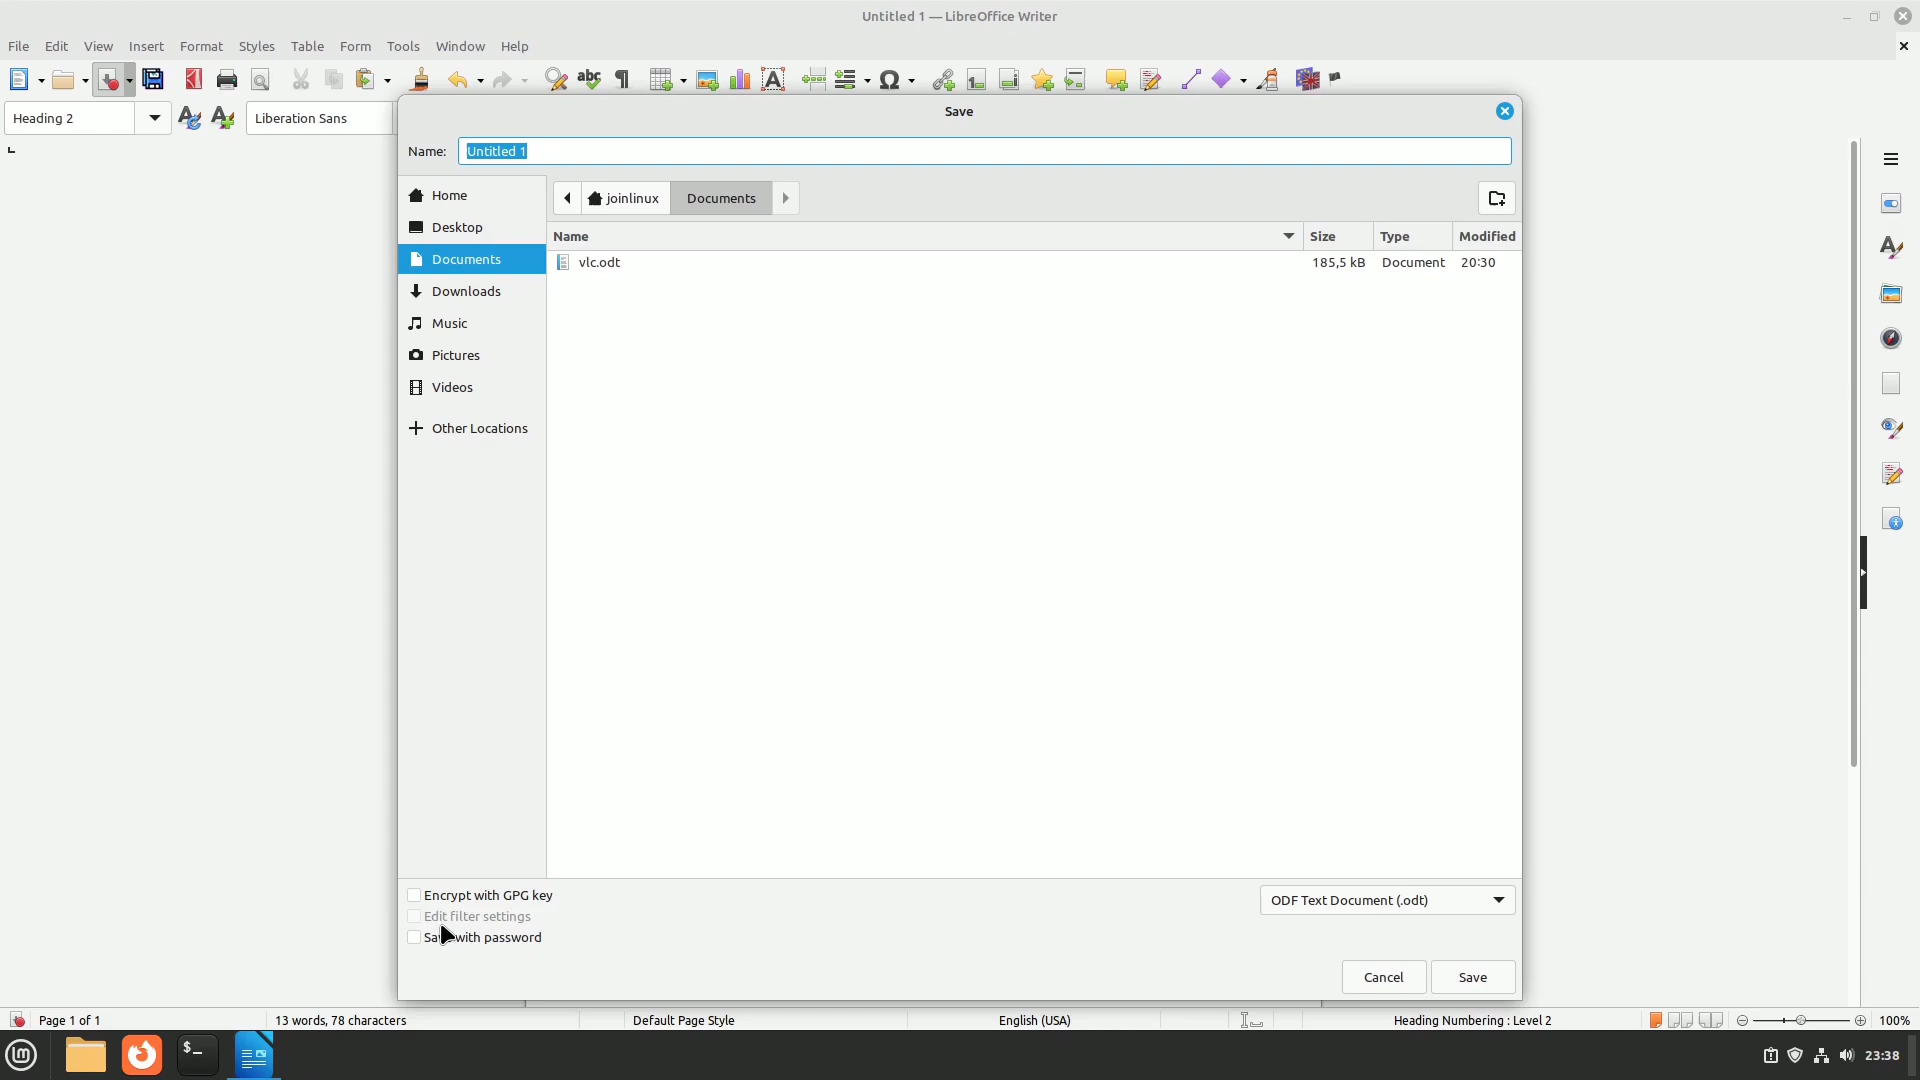 Untitled 1 — LibreOffice Writer
File Edit View Insert Format Styles Table Form Tools Window Help
Heading 2
Liberation Sans
Save
Name: Untitled 1
joinlinux Documents
Home
Desktop
Documents
Downloads
Music
Pictures
Videos
Other Locations
Name Size Type Modified
vlc.odt 185,5 kB Document 20:30
Encrypt with GPG key
Edit filter settings
with password
ODF Text Document (.odt)
Cancel Save
Page 1 of 1 13 words, 78 characters Default Page Style English (USA) Heading Numbering : Level 2 100%
23:38